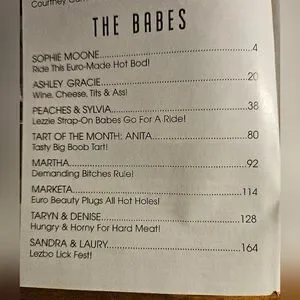 Courtney
THE BABES
SOPHIE MOONE....................................................4
Ride This Euro-Made Hot Bod!
ASHLEY GRACIE..................................................20
Wine, Cheese, Tits & Ass!
PEACHES & SYLVIA..............................................38
Lezzie Strap-On Babes Go For A Ride!
TART OF THE MONTH: ANITA.............................80
Tasty Big Boob Tart!
MARTHA............................................................92
Demanding Bitches Rule!
MARKETA........................................................114
Euro Beauty Plugs All Hot Holes!
TARYN & DENISE..............................................128
Hungry & Horny For Hard Meat!
SANDRA & LAURY.............................................164
Lezbo Lick Fest!